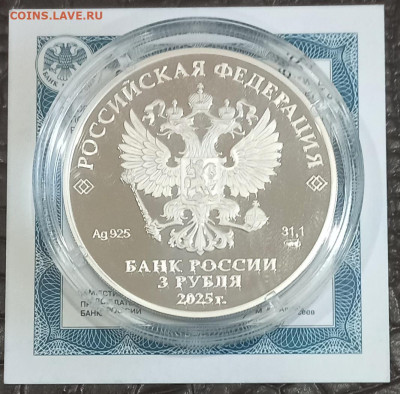 COINS.LAVE.RU
РОССИЙСКАЯ ФЕДЕРАЦИЯ
Ag 925
31,1
БАНК РОССИИ
3 РУБЛЯ
2025 г.